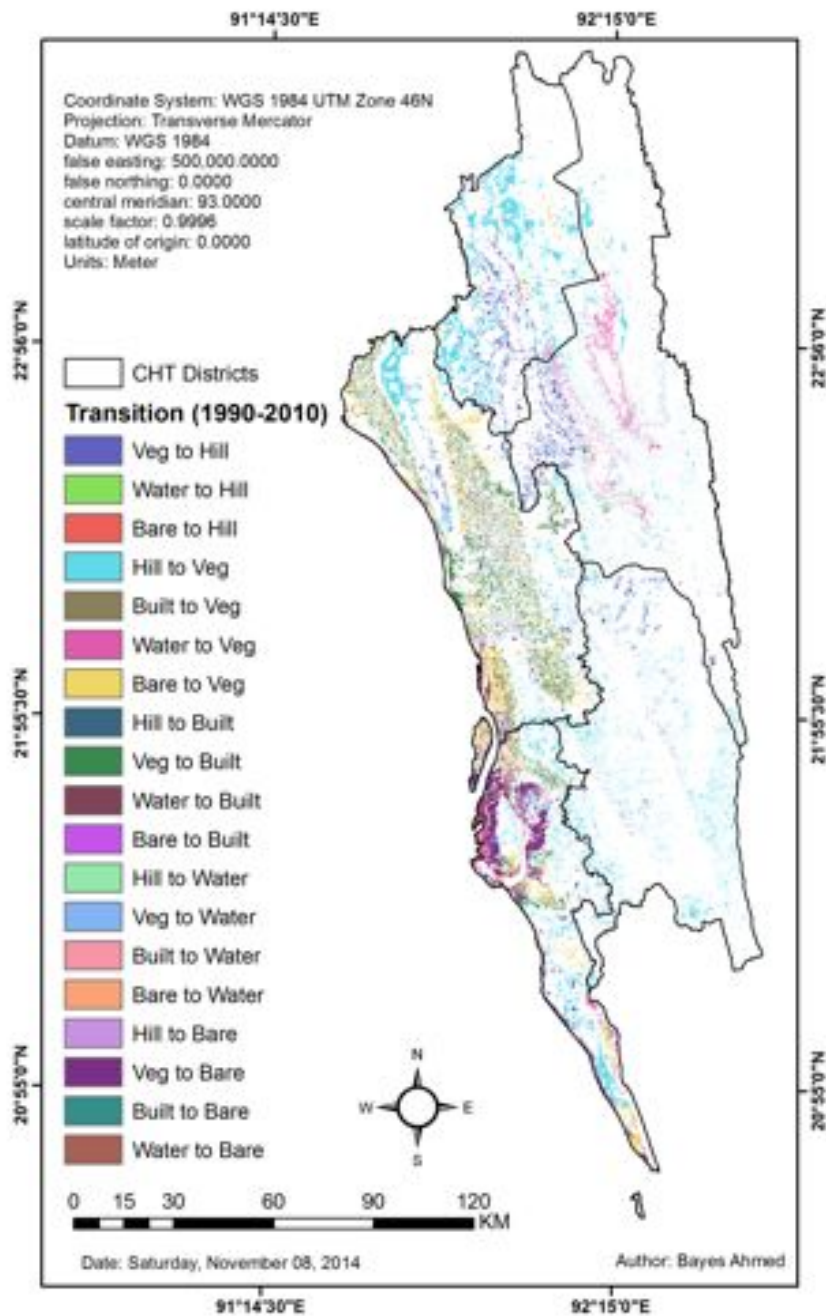 91°14'30"E 92°15'0"E
Coordinate System: WGS 1984 UTM Zone 46N
Projection: Transverse Mercator
Datum: WGS 1984
false easting: 500,000.0000
false northing: 0.0000
central meridian: 93.0000
scale factor: 0.9996
latitude of origin: 0.0000
Units: Meter
22°56'0"N
22°56'0"N
CHT Districts
Transition (1990-2010)
Veg to Hill
Water to Hill
Bare to Hill
Hill to Veg
Built to Veg
Water to Veg
Bare to Veg
21°55'30"N
21°55'30"N
Hill to Built
Veg to Built
Water to Built
Bare to Built
Hill to Water
Veg to Water
Built to Water
Bare to Water
Hill to Bare
Veg to Bare
Built to Bare
Water to Bare
20°55'0"N
20°55'0"N
N
W E
S
0 15 30 60 90 120
KM
Date: Saturday, November 08, 2014 Author: Bayes Ahmed
91°14'30"E 92°15'0"E